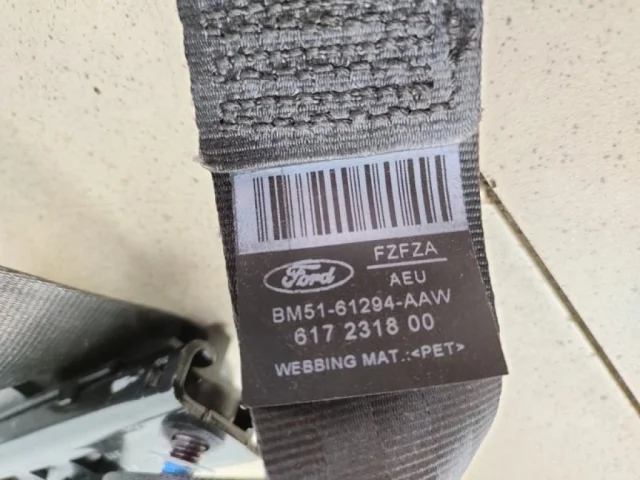 FZFZA
Ford
AEU
BM51-61294-AAW
617 2318 00
WEBBING MAT.:<PET>